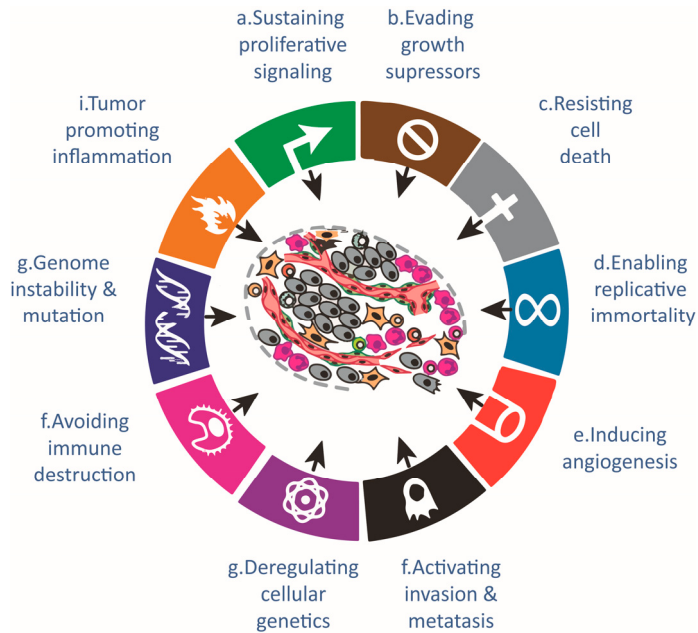 a.Sustaining
proliferative
signaling
b.Evading
growth
supressors
c.Resisting
cell
death
d.Enabling
replicative
immortality
e.Inducing
angiogenesis
f.Activating
invasion &
metatasis
g.Deregulating
cellular
genetics
f.Avoiding
immune
destruction
g.Genome
instability &
mutation
i.Tumor
promoting
inflammation